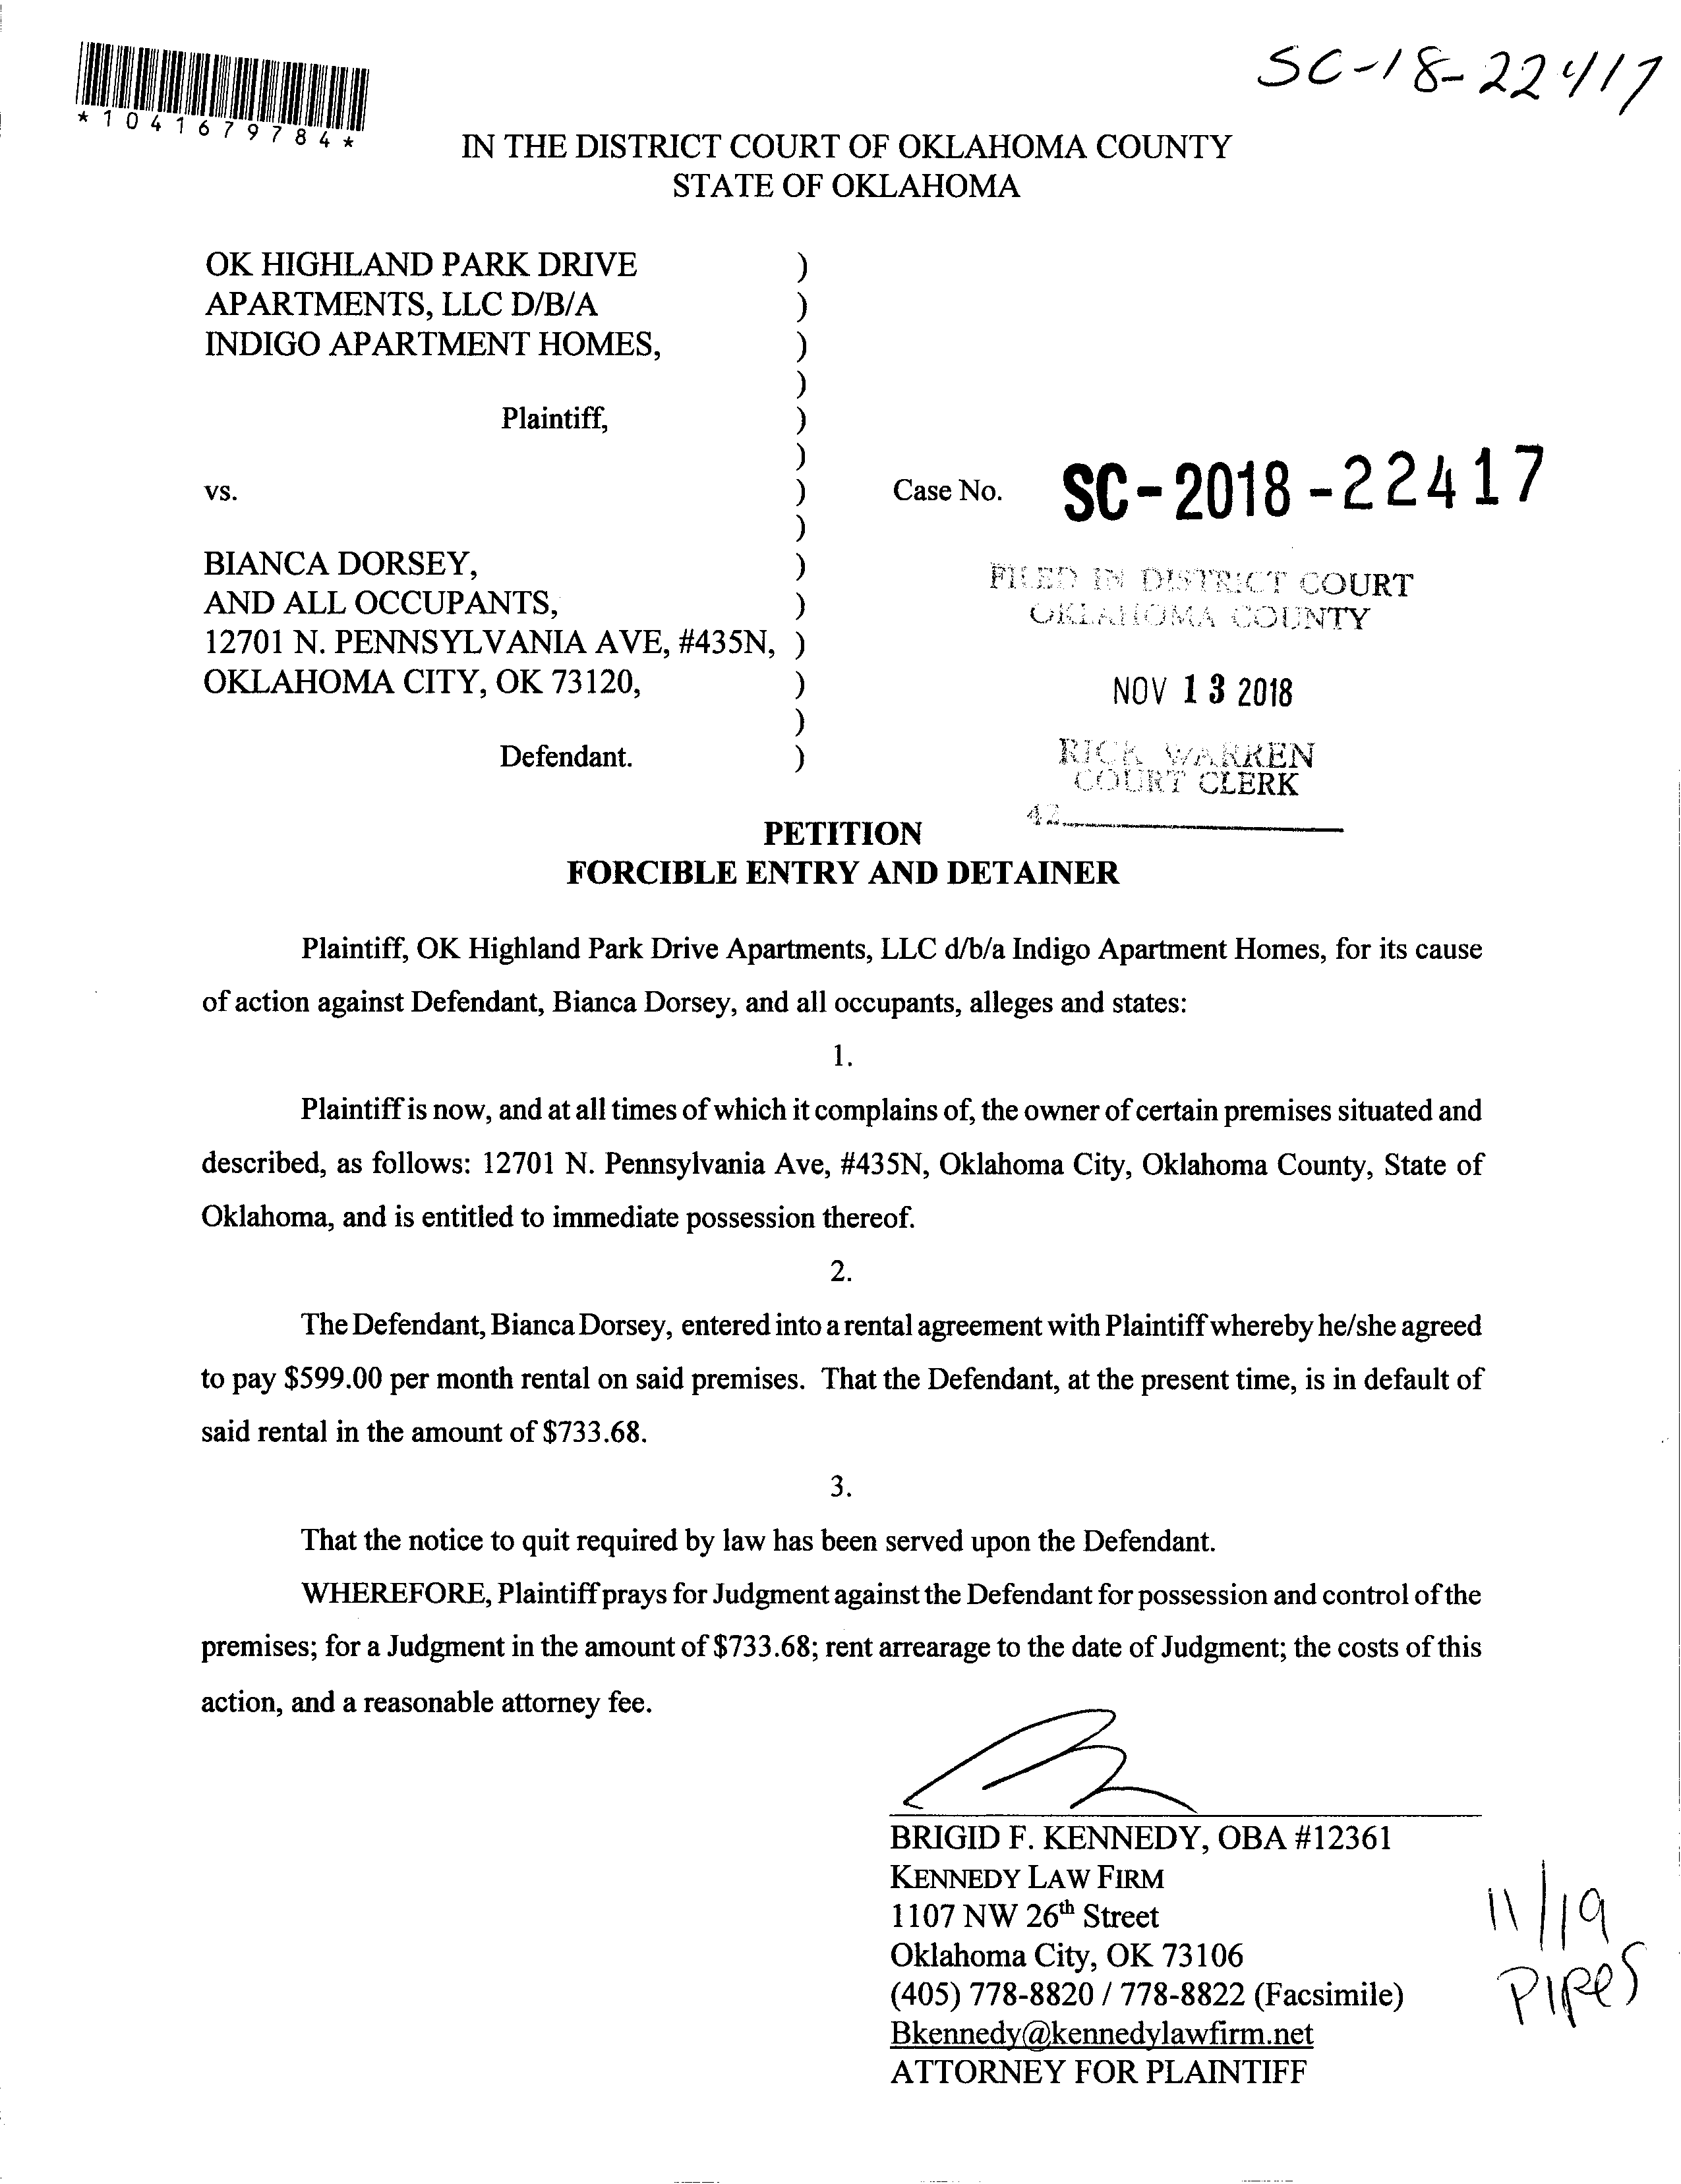 SC-18-22417
*1041679784*
IN THE DISTRICT COURT OF OKLAHOMA COUNTY
STATE OF OKLAHOMA
OK HIGHLAND PARK DRIVE )
APARTMENTS, LLC D/B/A )
INDIGO APARTMENT HOMES, )
)
Plaintiff, )
)
vs. ) Case No. SC-2018-22417
)
BIANCA DORSEY, )
AND ALL OCCUPANTS, )
12701 N. PENNSYLVANIA AVE, #435N, )
OKLAHOMA CITY, OK 73120, )
)
Defendant. )
FILED IN DISTRICT COURT
OKLAHOMA COUNTY
NOV 13 2018
RICK WARREN
COURT CLERK
42
PETITION
FORCIBLE ENTRY AND DETAINER
Plaintiff, OK Highland Park Drive Apartments, LLC d/b/a Indigo Apartment Homes, for its cause
of action against Defendant, Bianca Dorsey, and all occupants, alleges and states:
1.
Plaintiff is now, and at all times of which it complains of, the owner of certain premises situated and
described, as follows: 12701 N. Pennsylvania Ave, #435N, Oklahoma City, Oklahoma County, State of
Oklahoma, and is entitled to immediate possession thereof.
2.
The Defendant, Bianca Dorsey, entered into a rental agreement with Plaintiff whereby he/she agreed
to pay $599.00 per month rental on said premises. That the Defendant, at the present time, is in default of
said rental in the amount of $733.68.
3.
That the notice to quit required by law has been served upon the Defendant.
WHEREFORE, Plaintiff prays for Judgment against the Defendant for possession and control of the
premises; for a Judgment in the amount of $733.68; rent arrearage to the date of Judgment; the costs of this
action, and a reasonable attorney fee.
BRIGID F. KENNEDY, OBA #12361
KENNEDY LAW FIRM
1107 NW 26th Street
Oklahoma City, OK 73106
(405) 778-8820 / 778-8822 (Facsimile)
Bkennedy@kennedylawfirm.net
ATTORNEY FOR PLAINTIFF
11/19
Pipes